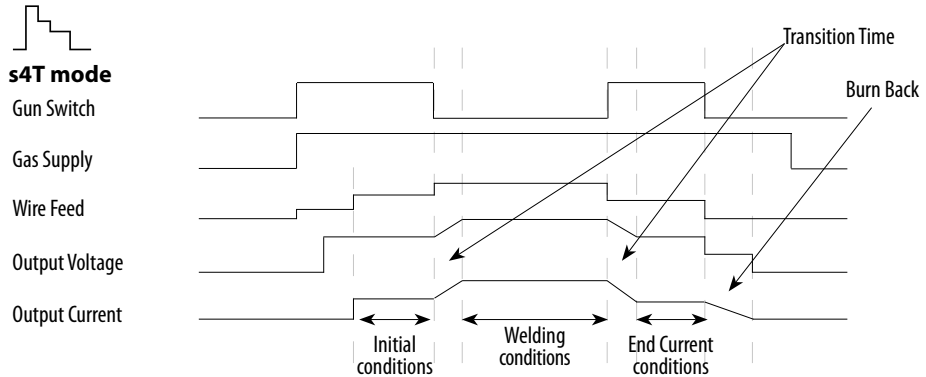 s4T mode
Gun Switch
Gas Supply
Wire Feed
Output Voltage
Output Current
Transition Time
Burn Back
Initial
conditions
Welding
conditions
End Current
conditions